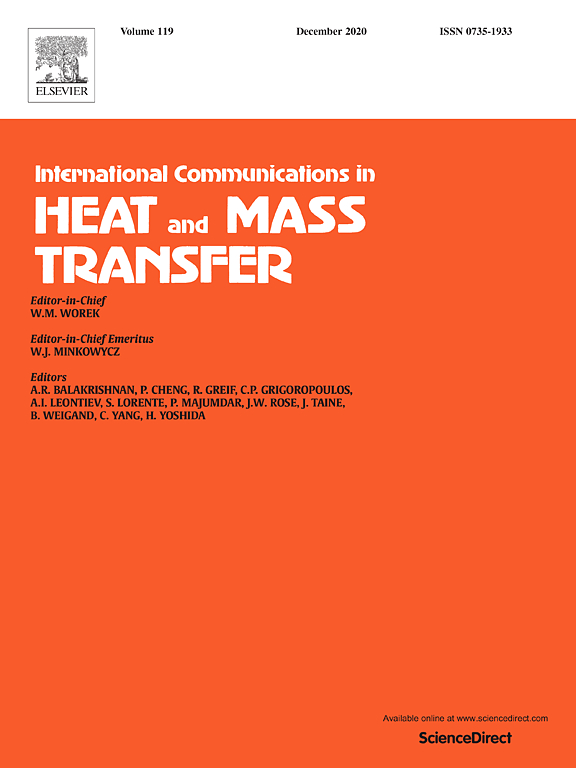 Volume 119 December 2020 ISSN 0735-1933
ELSEVIER
International Communications in
HEAT and MASS
TRANSFER
Editor-in-Chief
W.M. WOREK
Editor-in-Chief Emeritus
W.J. MINKOWYCZ
Editors
A.R. BALAKRISHNAN, P. CHENG, R. GREIF, C.P. GRIGOROPOULOS,
A.I. LEONTIEV, S. LORENTE, P. MAJUMDAR, J.W. ROSE, J. TAINE,
B. WEIGAND, C. YANG, H. YOSHIDA
Available online at www.sciencedirect.com
ScienceDirect